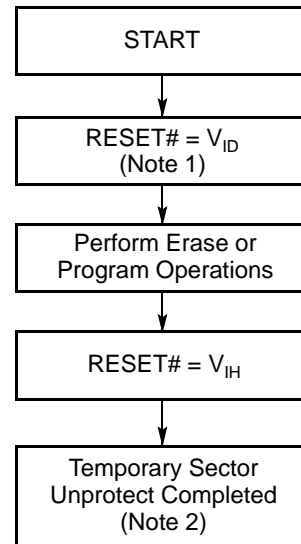 START
RESET# = VID
(Note 1)
Perform Erase or
Program Operations
RESET# = VIH
Temporary Sector
Unprotect Completed
(Note 2)